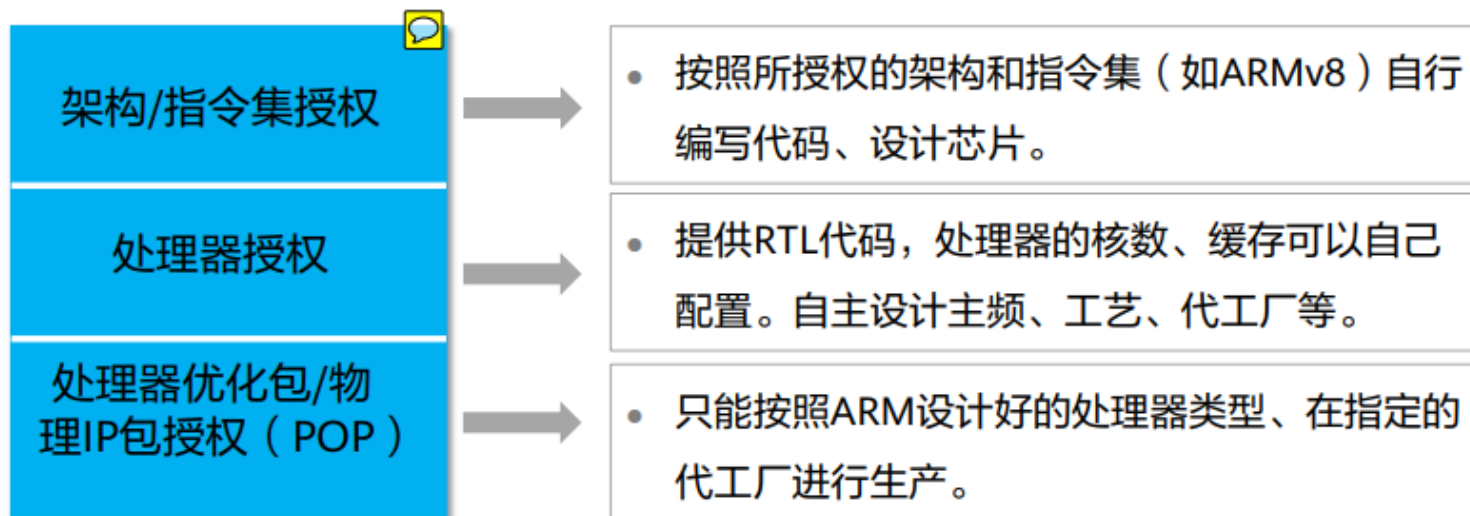 架构/指令集授权
按照所授权的架构和指令集（如ARMv8）自行
编写代码、设计芯片。
处理器授权
提供RTL代码，处理器的核数、缓存可以自己
配置。自主设计主频、工艺、代工厂等。
处理器优化包/物
理IP包授权（POP）
只能按照ARM设计好的处理器类型、在指定的
代工厂进行生产。